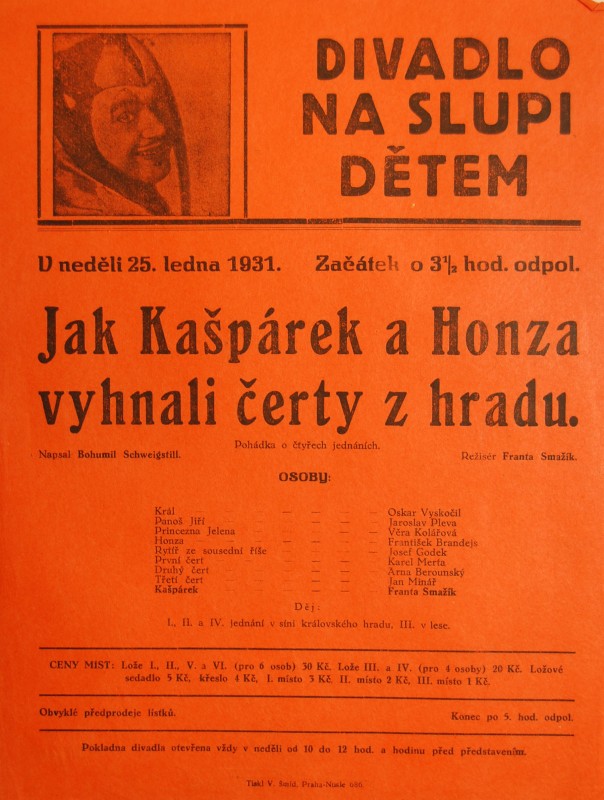 DIVADLO
NA SLUPI
DĚTEM
V neděli 25. ledna 1931. Začátek o 3½ hod. odpol.
Jak Kašpárek a Honza
vyhnali čerty z hradu.
Pohádka o čtyřech jednáních.
Napsal Bohumil Schweigstill. Režisér Franta Smažík.
OSOBY:
Král — — — — Oskar Vyskočil
Panoš Jiří — — — — Jaroslav Pleva
Princezna Jelena — — — — Věra Kolářová
Honza — — — — František Brandejs
Rytíř ze sousední říše — — — — Josef Godek
První čert — — — — Karel Merta
Druhý čert — — — — Arna Berounský
Třetí čert — — — — Jan Minář
Kašpárek — — — — Franta Smažík
Děj:
I., II. a IV. jednání v síni královského hradu, III. v lese.
CENY MÍST: Lože I., II., V. a VI. (pro 6 osob) 30 Kč. Lože III. a IV. (pro 4 osoby) 20 Kč. Ložové
sedadlo 5 Kč, křeslo 4 Kč, I. místo 3 Kč. II. místo 2 Kč, III. místo 1 Kč.
Obvyklé předprodeje lístků. Konec po 5. hod. odpol.
Pokladna divadla otevřena vždy v neděli od 10 do 12 hod. a hodinu před představením.
Tiskl V. Šmíd, Praha-Nusle 686.